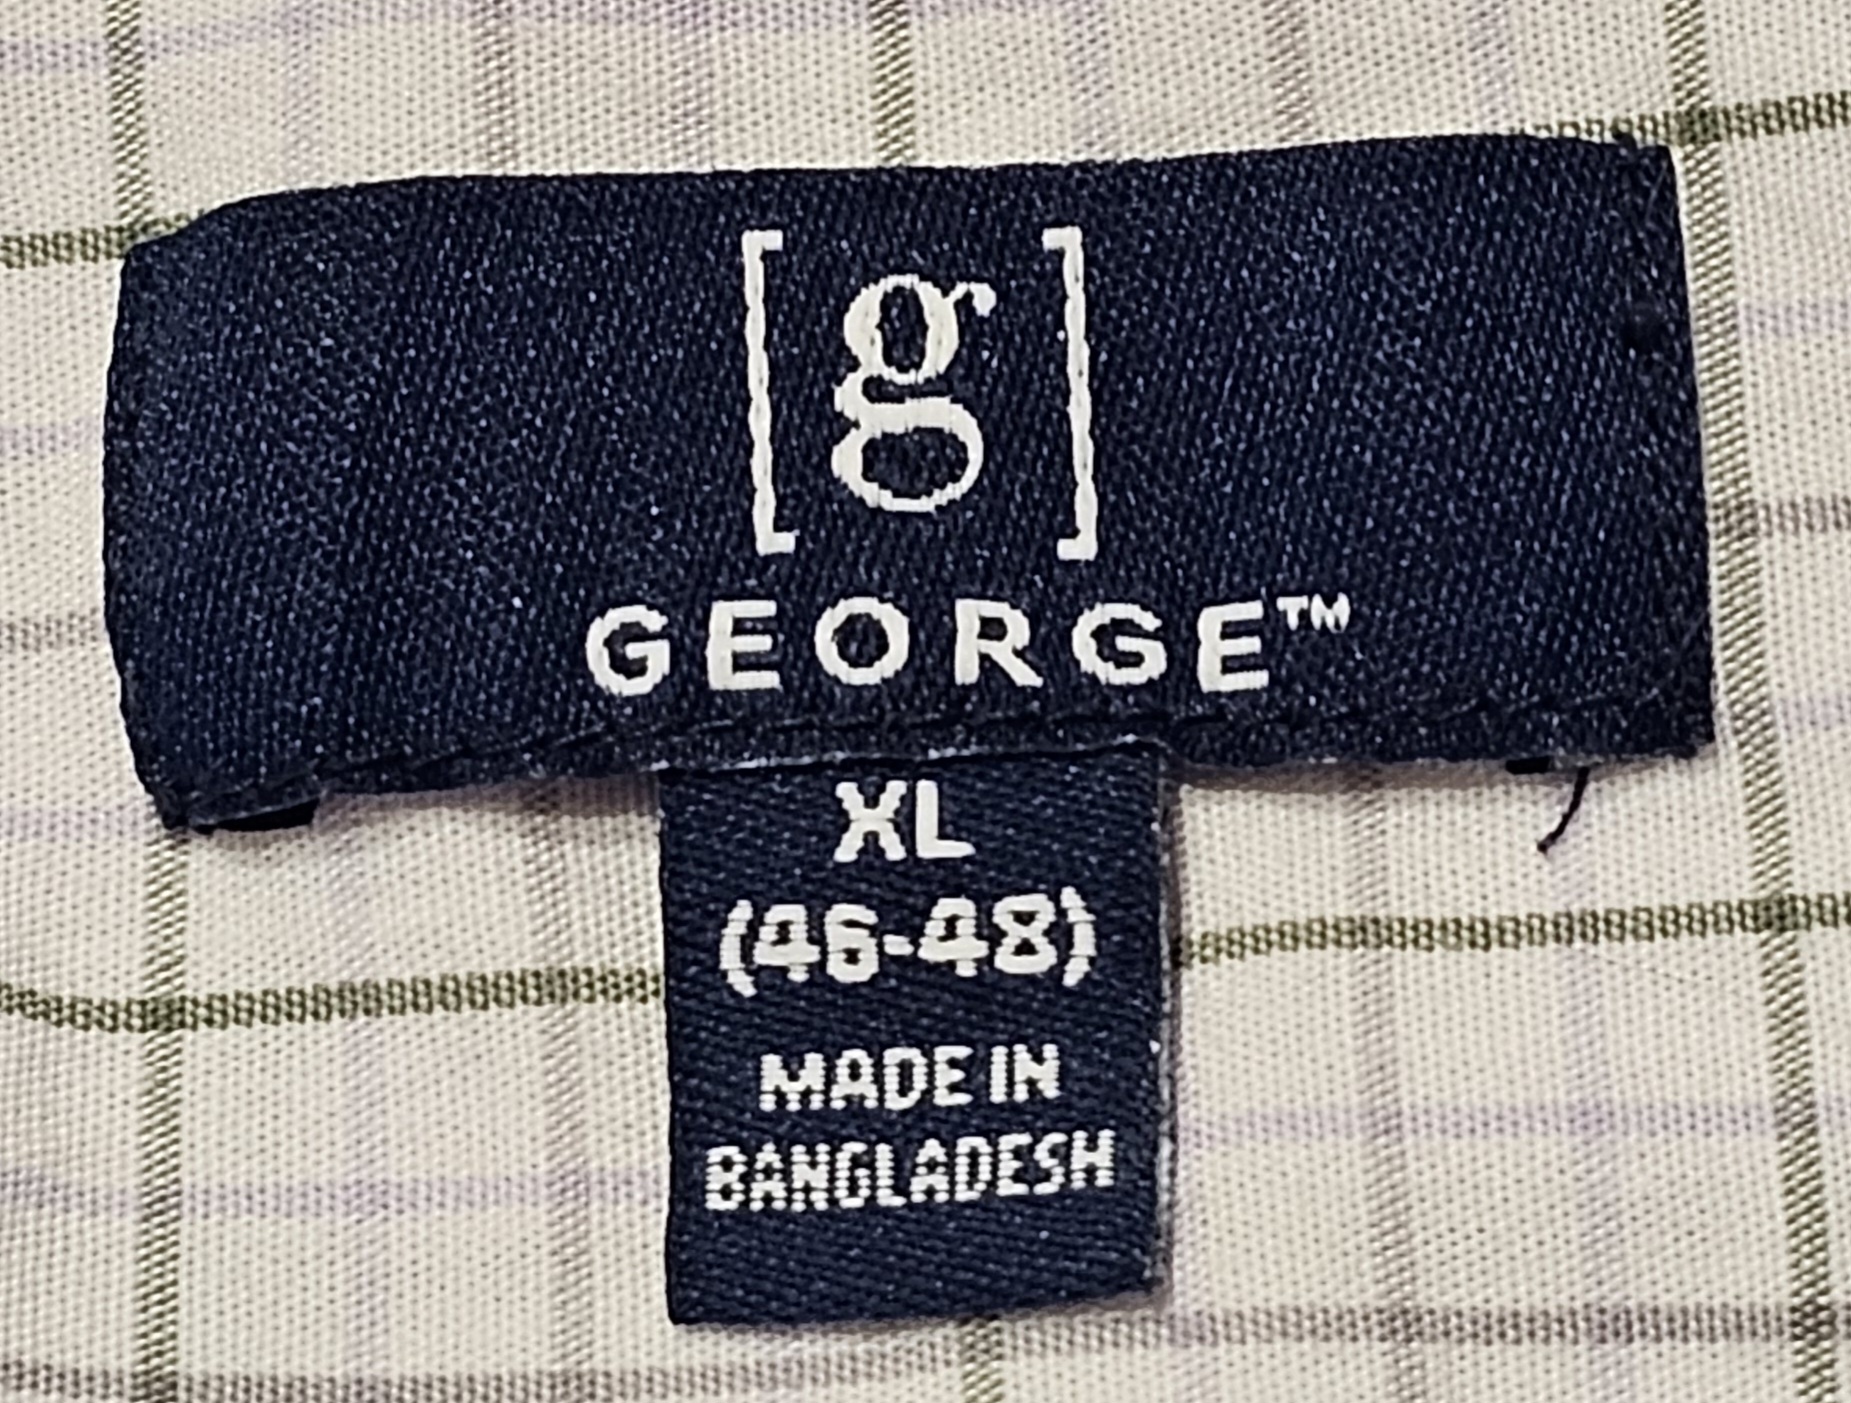 [g]
GEORGE™
XL
(46-48)
MADE IN
BANGLADESH